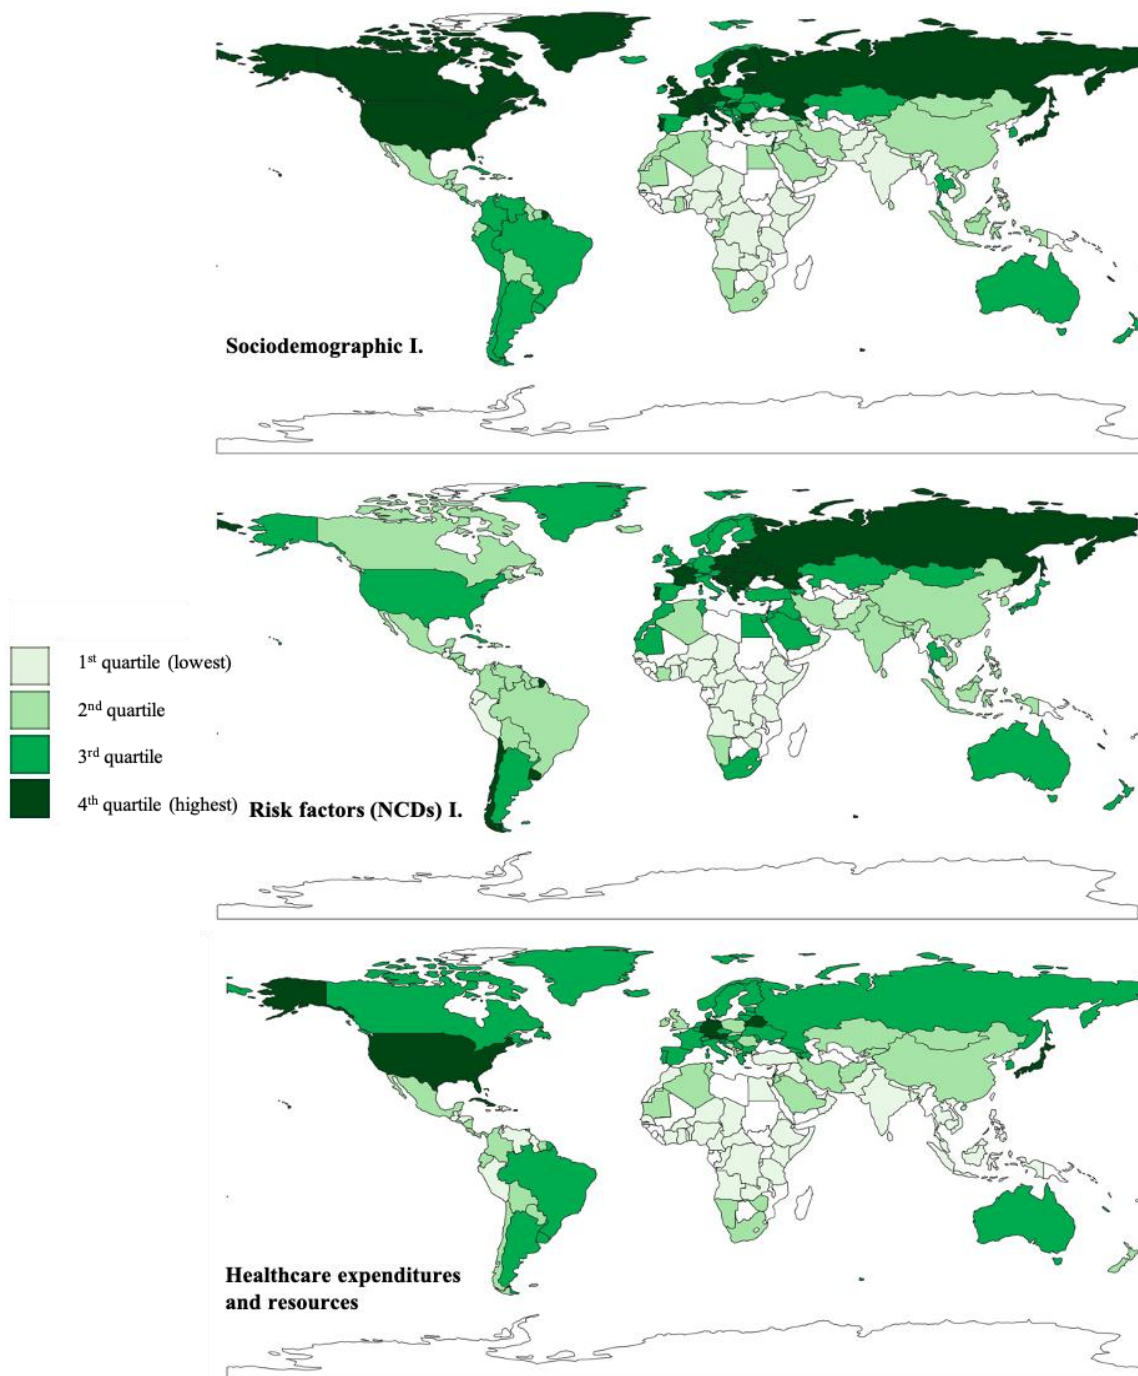 Sociodemographic I.
1st quartile (lowest)
2nd quartile
3rd quartile
4th quartile (highest)
Risk factors (NCDs) I.
Healthcare expenditures
and resources